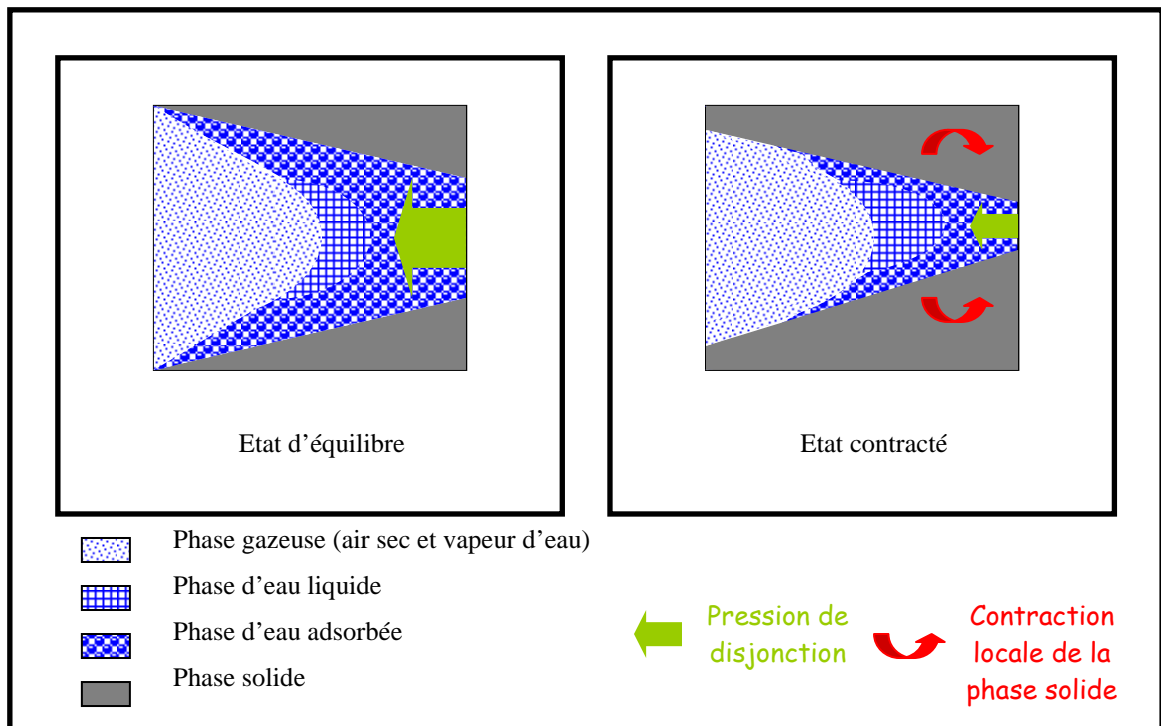 Etat d'équilibre
Etat contracté
Phase gazeuse (air sec et vapeur d'eau)
Phase d'eau liquide
Phase d'eau adsorbée
Phase solide
Pression de
disjonction
Contraction
locale de la
phase solide